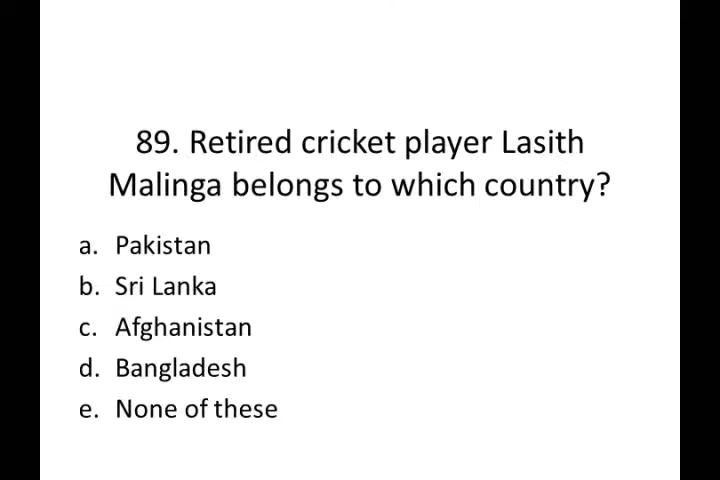 89. Retired cricket player Lasith
Malinga belongs to which country?
a. Pakistan
b. Sri Lanka
c. Afghanistan
d. Bangladesh
e. None of these